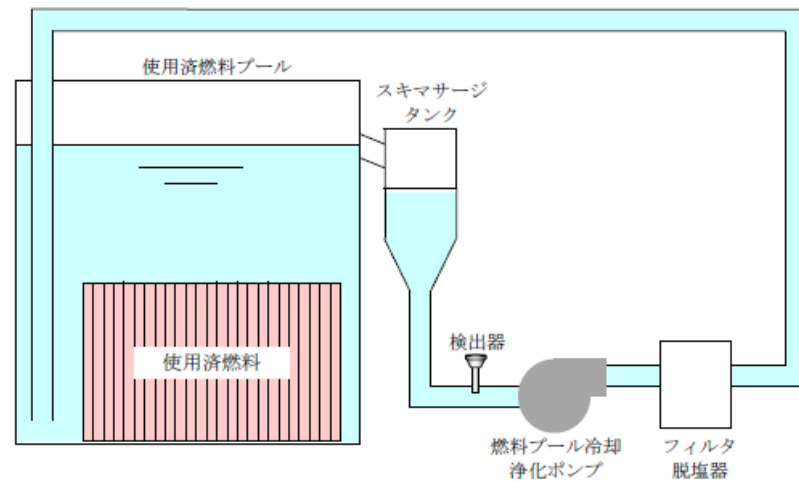 使用済燃料プール
スキマサージ
タンク
使用済燃料
検出器
燃料プール冷却
浄化ポンプ
フィルタ
脱塩器